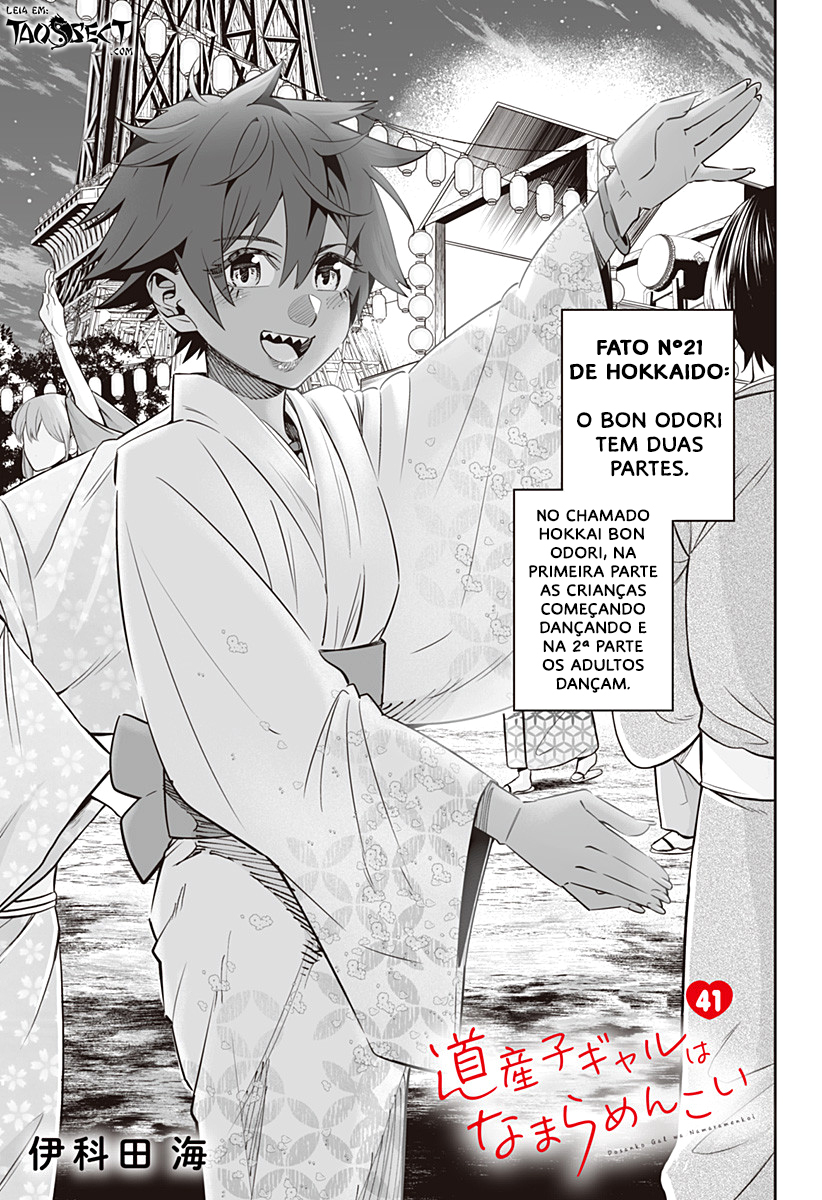 LEIA EM:
TAOSECT
.COM
FATO Nº21
DE HOKKAIDO:
O BON ODORI
TEM DUAS
PARTES.
NO CHAMADO
HOKKAI BON
ODORI, NA
PRIMEIRA PARTE
AS CRIANÇAS
COMEÇANDO
DANÇANDO E
NA 2ª PARTE
OS ADULTOS
DANÇAM.
41
道産子ギャルは
なまらめんこい
Dosanko Gal wa Namaramenkoi
伊科田 海